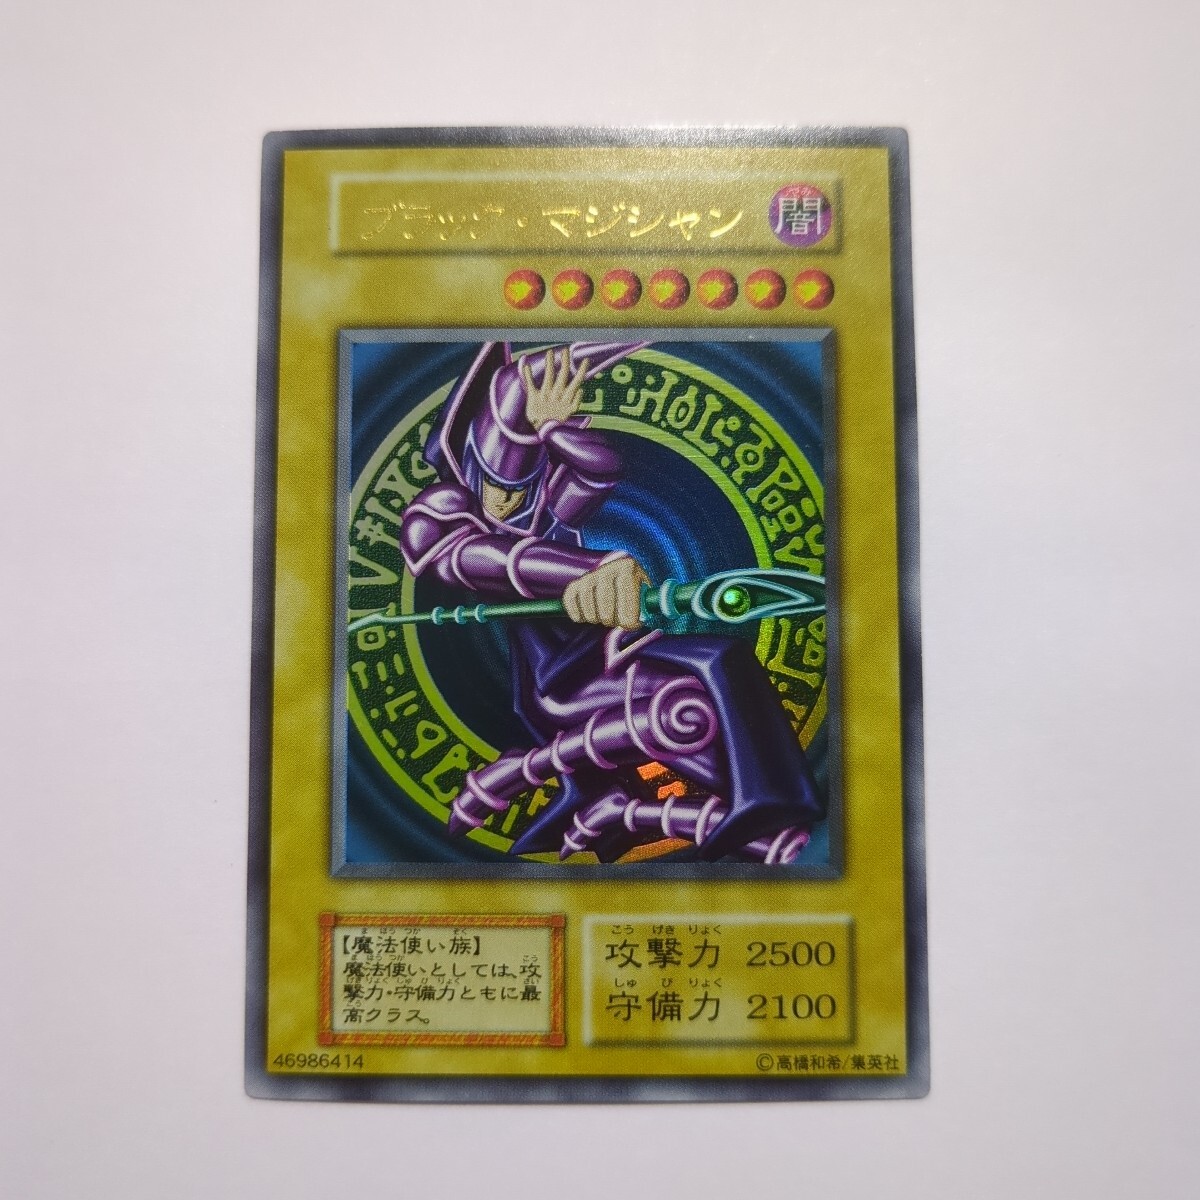 ブラック・マジシャン
闇
【魔法使い族】
魔法使いとしては、攻
撃力・守備力ともに最
高クラス。
攻撃力 2500
守備力 2100
46986414
©高橋和希/集英社